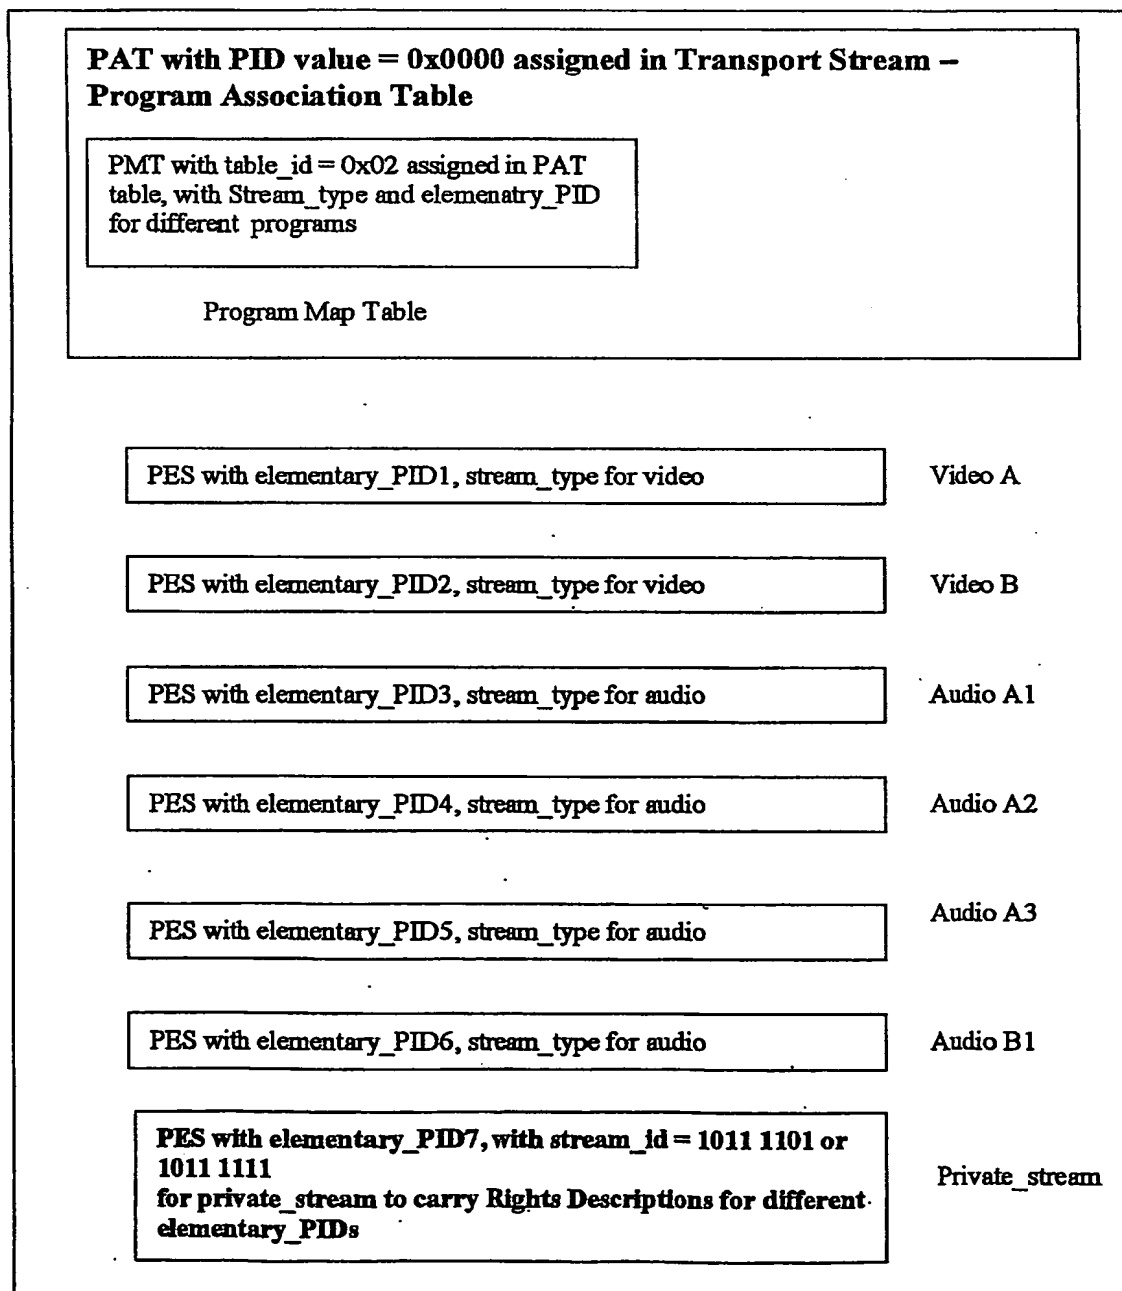 PAT with PID value = 0x0000 assigned in Transport Stream –
Program Association Table
PMT with table_id = 0x02 assigned in PAT
table, with Stream_type and elemenatry_PID
for different programs
Program Map Table
PES with elementary_PID1, stream_type for video
Video A
PES with elementary_PID2, stream_type for video
Video B
PES with elementary_PID3, stream_type for audio
Audio A1
PES with elementary_PID4, stream_type for audio
Audio A2
PES with elementary_PID5, stream_type for audio
Audio A3
PES with elementary_PID6, stream_type for audio
Audio B1
PES with elementary_PID7, with stream_id = 1011 1101 or
1011 1111
for private_stream to carry Rights Descriptions for different
elementary_PIDs
Private_stream